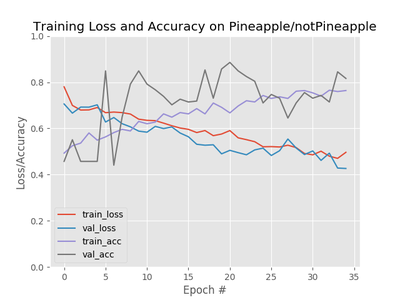 Training Loss and Accuracy on Pineapple/notPineapple
1.0
0.8
0.6
0.4
0.2
0.0
Loss/Accuracy
train_loss
val_loss
train_acc
val_acc
0 5 10 15 20 25 30 35
Epoch #